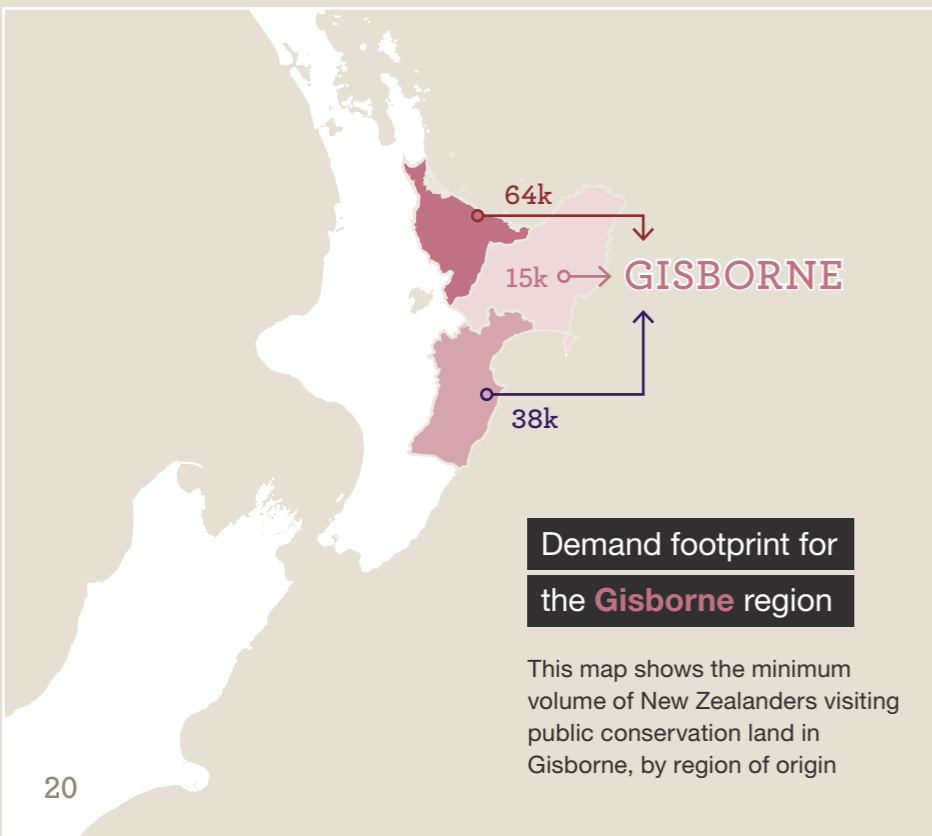 64k
15k
GISBORNE
38k
Demand footprint for
the Gisborne region
This map shows the minimum
volume of New Zealanders visiting
public conservation land in
Gisborne, by region of origin
20